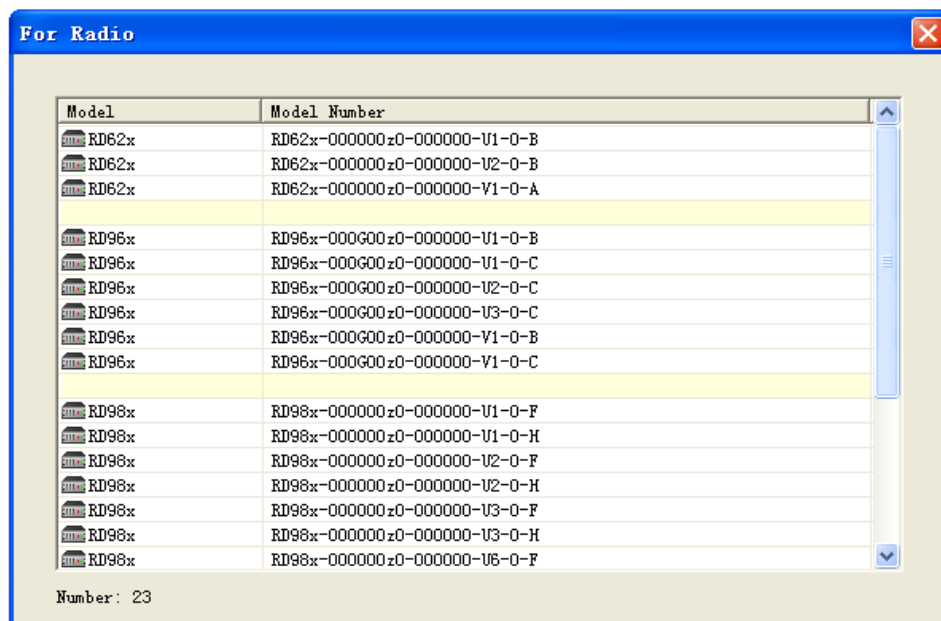 For Radio
Model Model Number
RD62x RD62x-000000z0-000000-U1-0-B
RD62x RD62x-000000z0-000000-U2-0-B
RD62x RD62x-000000z0-000000-V1-0-A
RD96x RD96x-000G00z0-000000-U1-0-B
RD96x RD96x-000G00z0-000000-U1-0-C
RD96x RD96x-000G00z0-000000-U2-0-C
RD96x RD96x-000G00z0-000000-U3-0-C
RD96x RD96x-000G00z0-000000-V1-0-B
RD96x RD96x-000G00z0-000000-V1-0-C
RD98x RD98x-000000z0-000000-U1-0-F
RD98x RD98x-000000z0-000000-U1-0-H
RD98x RD98x-000000z0-000000-U2-0-F
RD98x RD98x-000000z0-000000-U2-0-H
RD98x RD98x-000000z0-000000-U3-0-F
RD98x RD98x-000000z0-000000-U3-0-H
RD98x RD98x-000000z0-000000-U6-0-F
Number: 23